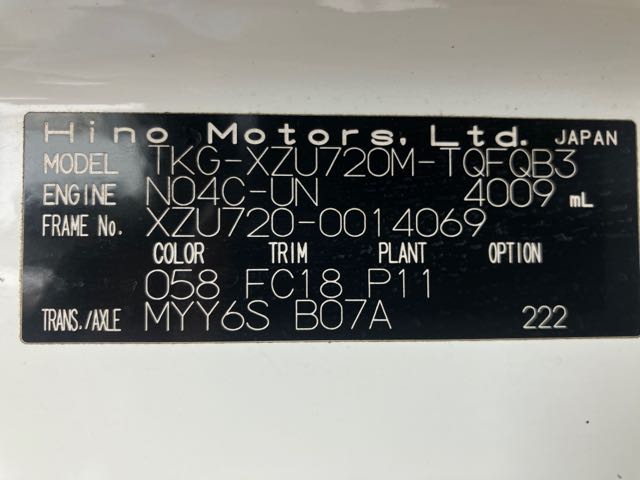 Hino Motors, Ltd. JAPAN
MODEL TKG-XZU720M-TQFQB3
ENGINE N04C-UN 4009 mL
FRAME No. XZU720-0014069
COLOR TRIM PLANT OPTION
058 FC18 P11
TRANS./AXLE MYY6S B07A 222